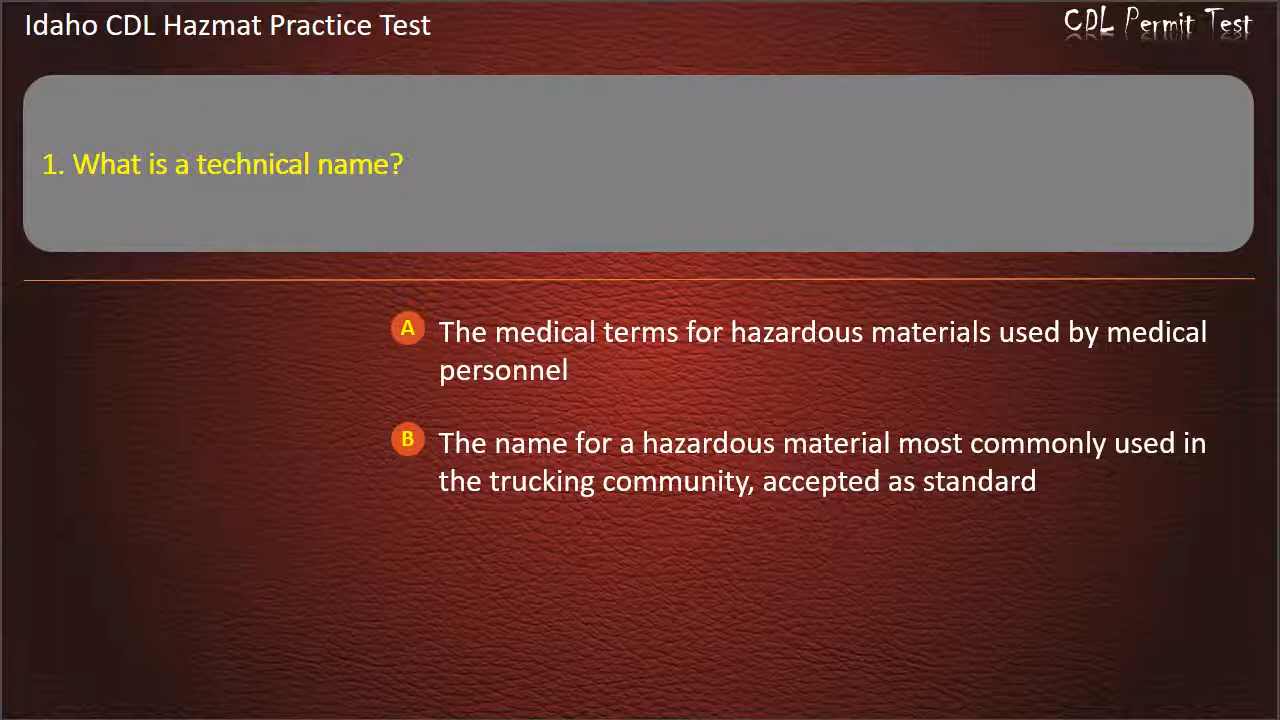 Idaho CDL Hazmat Practice Test
CDL Permit Test
1. What is a technical name?
A
The medical terms for hazardous materials used by medical
personnel
B
The name for a hazardous material most commonly used in
the trucking community, accepted as standard